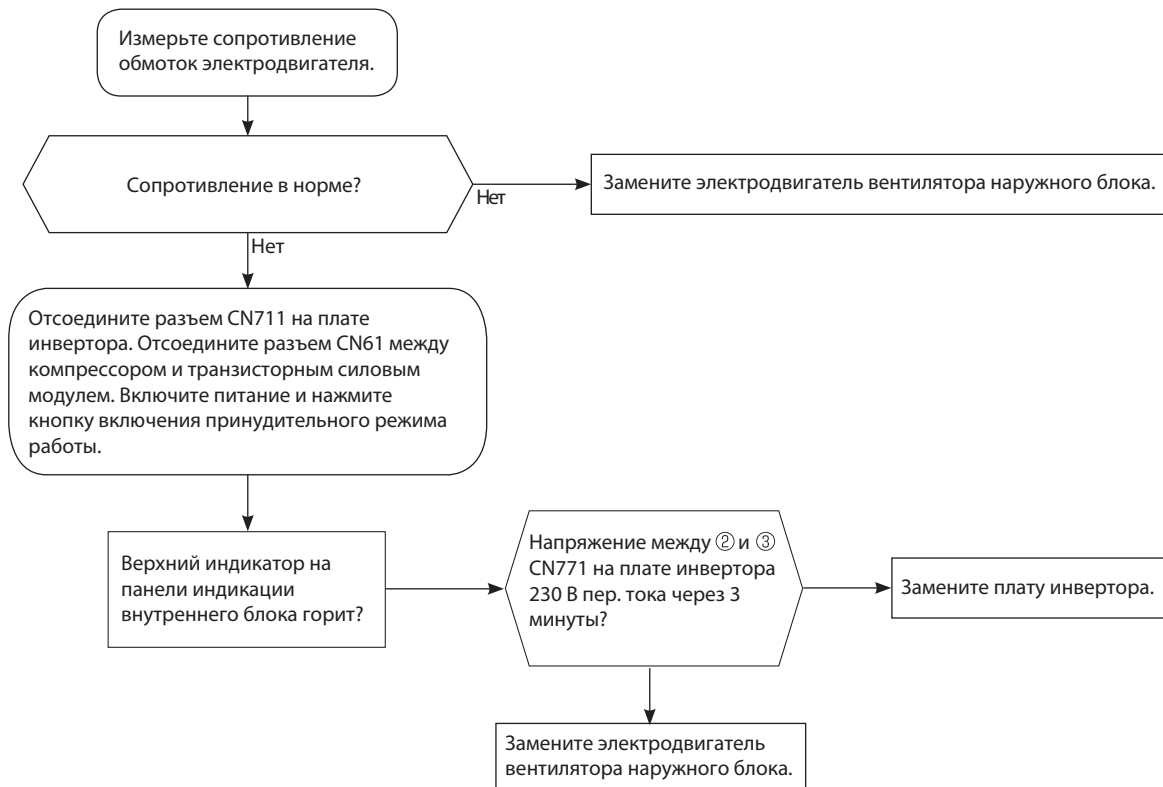 Измерьте сопротивление
обмоток электродвигателя.
Сопротивление в норме?
Нет
Замените электродвигатель вентилятора наружного блока.
Нет
Отсоедините разъем CN711 на плате
инвертора. Отсоедините разъем CN61 между
компрессором и транзисторным силовым
модулем. Включите питание и нажмите
кнопку включения принудительного режима
работы.
Верхний индикатор на
панели индикации
внутреннего блока горит?
Напряжение между ② и ③
CN771 на плате инвертора
230 В пер. тока через 3
минуты?
Замените плату инвертора.
Замените электродвигатель
вентилятора наружного блока.